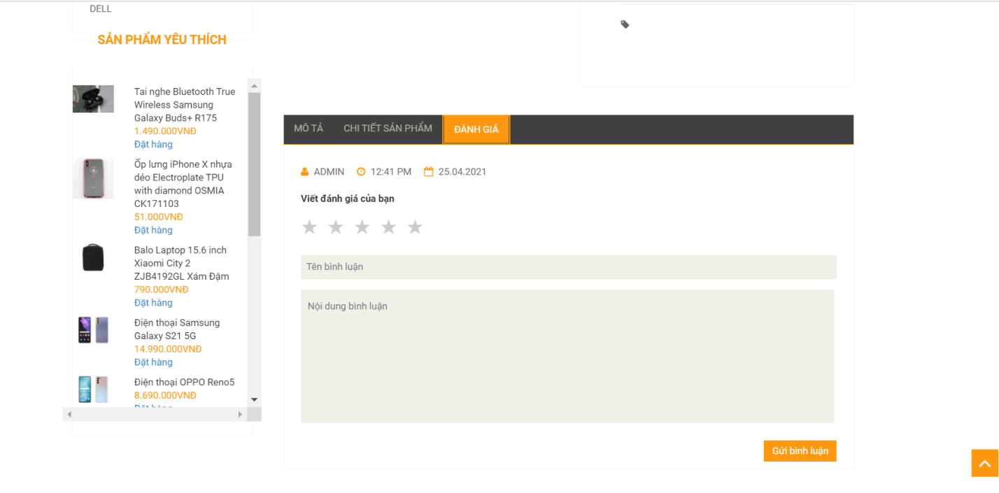 DELL
SẢN PHẨM YÊU THÍCH
Tai nghe Bluetooth True
Wireless Samsung
Galaxy Buds+ R175
1.490.000VNĐ
Đặt hàng
Ốp lưng iPhone X nhựa
dẻo Electroplate TPU
with diamond OSMIA
CK171103
51.000VNĐ
Đặt hàng
Balo Laptop 15.6 inch
Xiaomi City 2
ZJB4192GL Xám Đậm
790.000VNĐ
Đặt hàng
Điện thoại Samsung
Galaxy S21 5G
14.990.000VNĐ
Đặt hàng
Điện thoại OPPO Reno5
8.690.000VNĐ
Đặt hàng
MÔ TẢ CHI TIẾT SẢN PHẨM ĐÁNH GIÁ
ADMIN 12:41 PM 25.04.2021
Viết đánh giá của bạn
Tên bình luận
Nội dung bình luận
Gửi bình luận